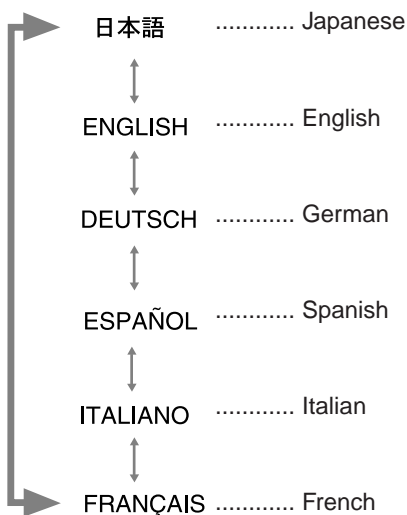 日本語 ............ Japanese
ENGLISH ............ English
DEUTSCH ............ German
ESPAÑOL ............ Spanish
ITALIANO ............ Italian
FRANÇAIS ............ French